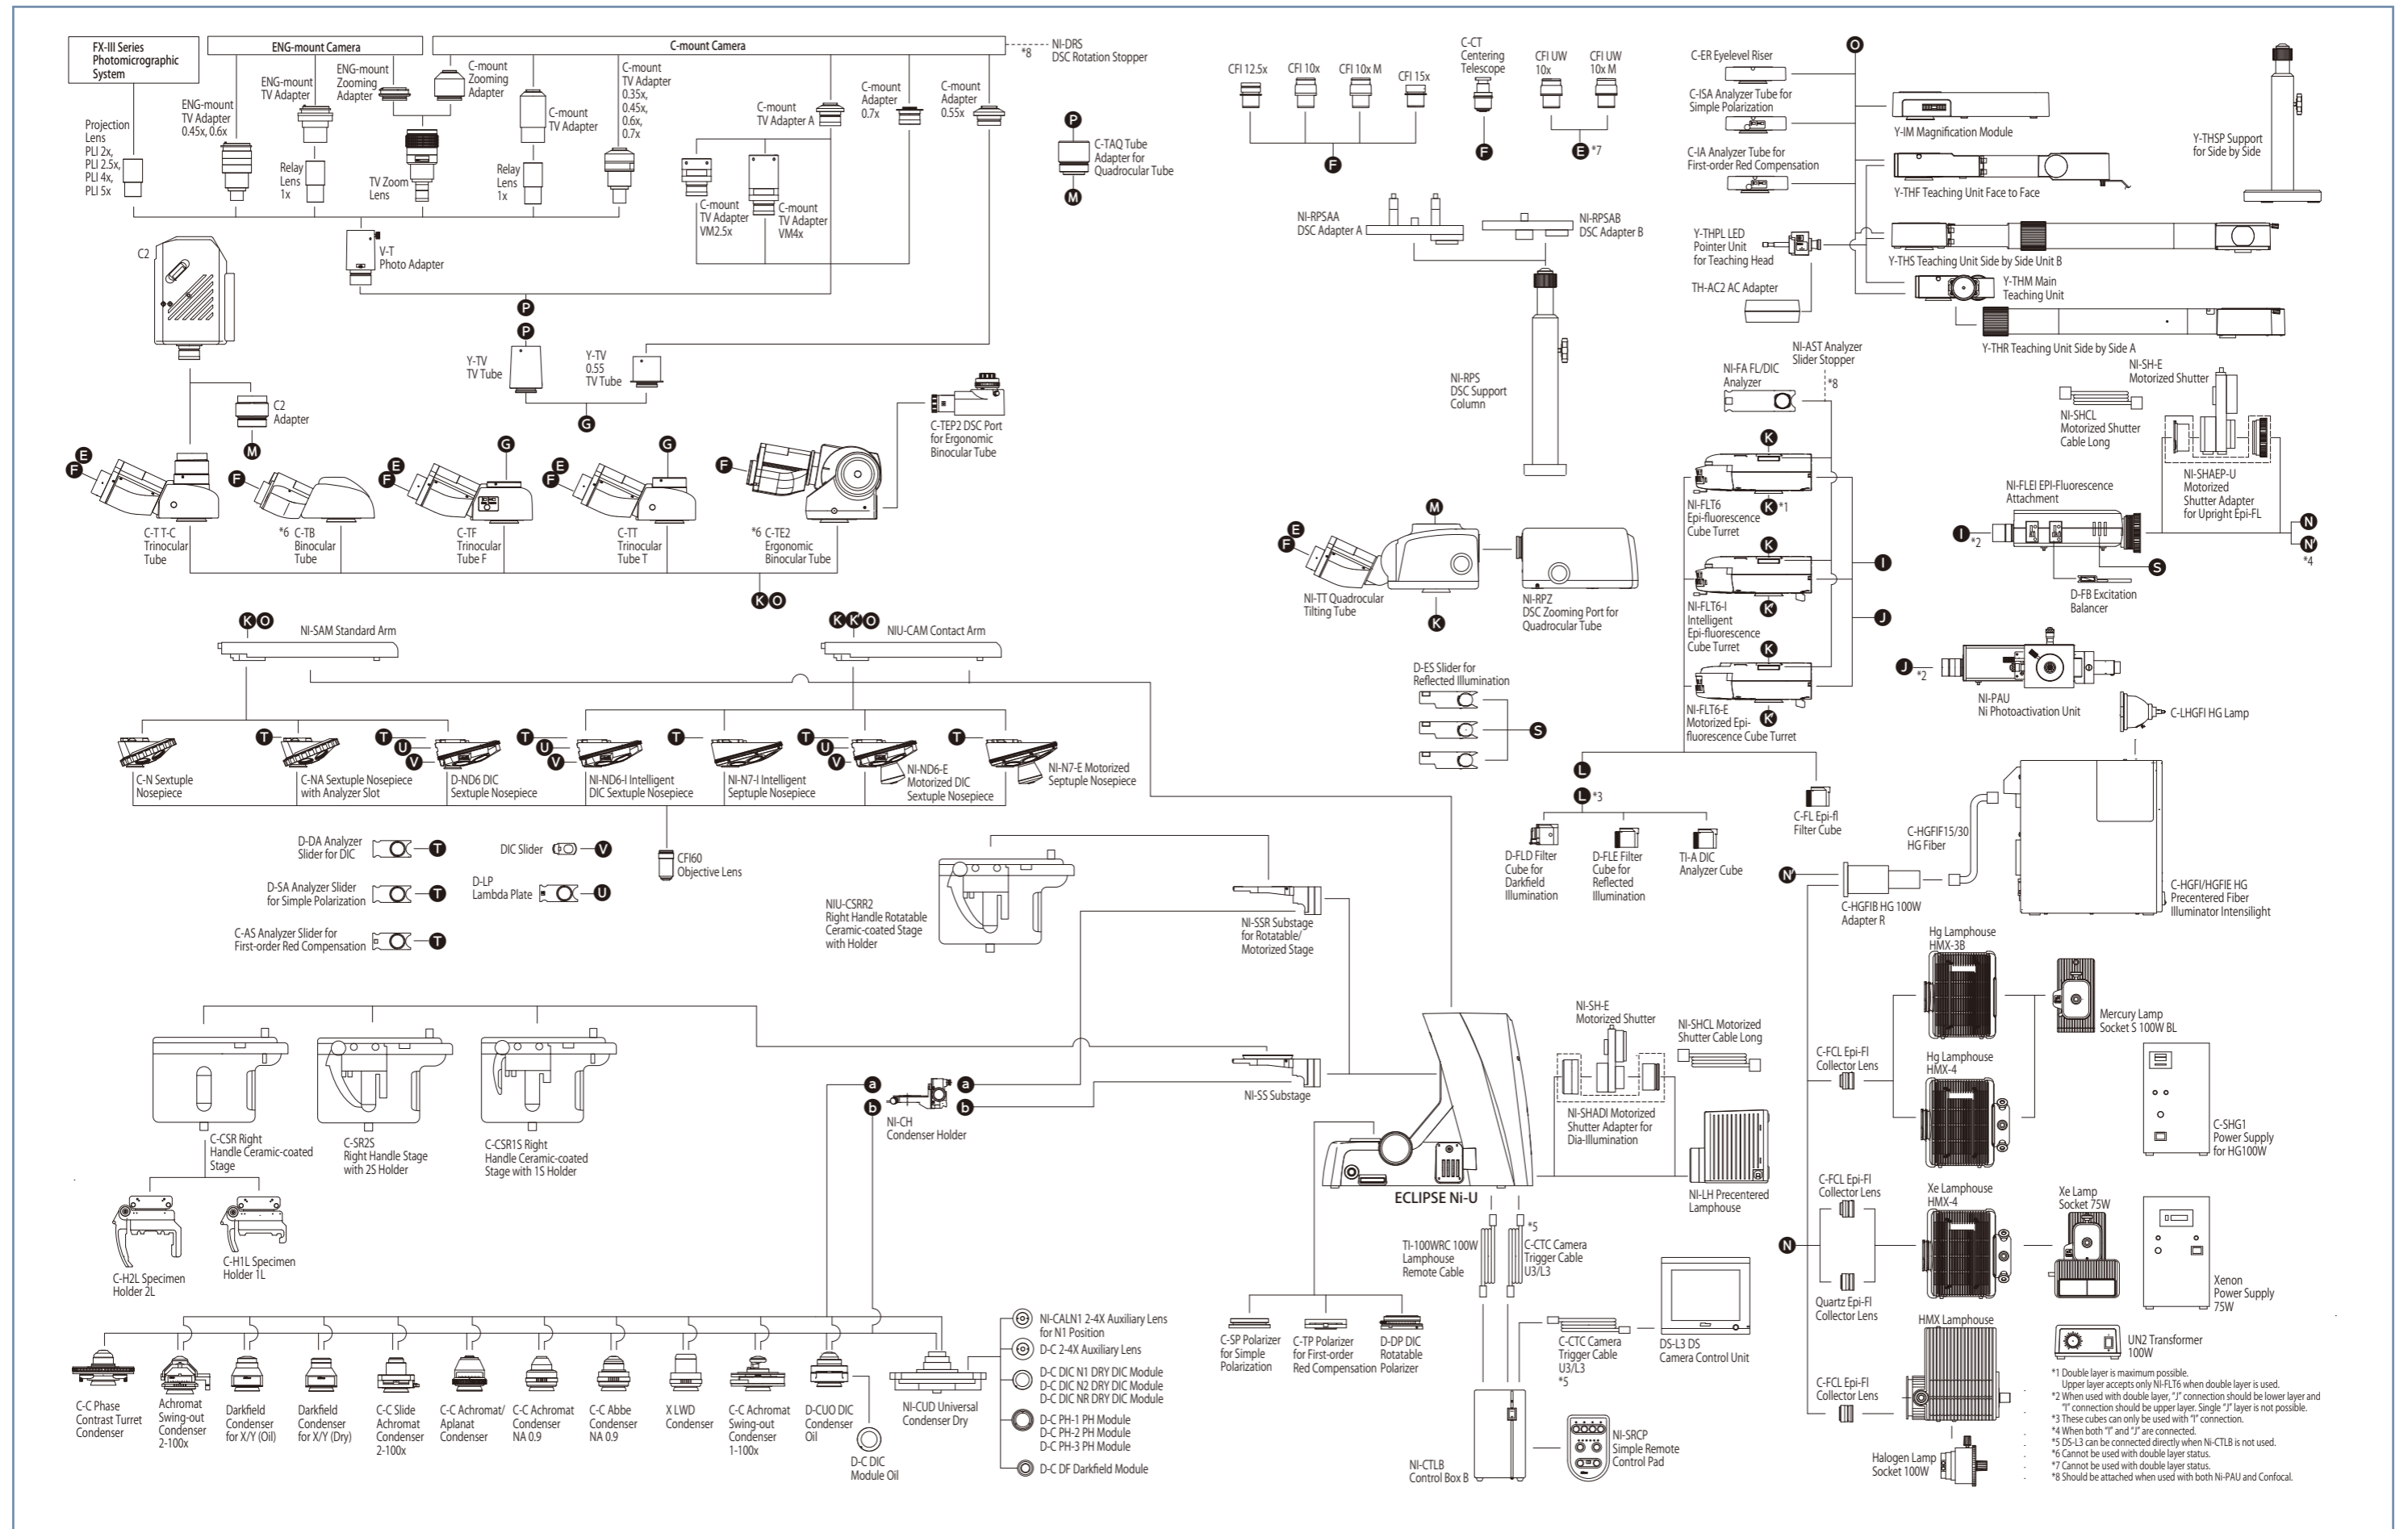 FX-III Series
Photomicrographic
System
ENG-mount Camera
C-mount Camera
*8
NI-DRS
DSC Rotation Stopper
Projection
Lens
PLI 2x,
PLI 2.5x,
PLI 4x,
PLI 5x
ENG-mount
TV Adapter
0.45x, 0.6x
ENG-mount
TV Adapter
Relay
Lens
1x
ENG-mount
Zooming
Adapter
TV Zoom
Lens
C-mount
Zooming
Adapter
C-mount
TV Adapter
Relay
Lens
1x
C-mount
TV Adapter
0.35x,
0.45x,
0.6x,
0.7x
C-mount
TV Adapter A
C-mount
Adapter
0.7x
C-mount
Adapter
0.55x
C-mount
TV Adapter
VM2.5x
C-mount
TV Adapter
VM4x
P
C-TAQ Tube
Adapter for
Quadrocular Tube
M
C2
V-T
Photo Adapter
P
P
Y-TV
TV Tube
Y-TV
0.55
TV Tube
G
C2
Adapter
M
C-TEP2 DSC Port
for Ergonomic
Binocular Tube
E
F
C-T T-C
Trinocular
Tube
F
*6 C-TB
Binocular
Tube
E
F
G
C-TF
Trinocular
Tube F
E
F
G
C-TT
Trinocular
Tube T
F
*6 C-TE2
Ergonomic
Binocular Tube
K O
CFI 12.5x
CFI 10x
CFI 10x M
CFI 15x
F
C-CT
Centering
Telescope
F
CFI UW
10x
CFI UW
10x M
E *7
NI-RPSAA
DSC Adapter A
NI-RPSAB
DSC Adapter B
NI-RPS
DSC Support
Column
E
F
M
NI-TT Quadrocular
Tilting Tube
K
NI-RPZ
DSC Zooming Port for
Quadrocular Tube
O
C-ER Eyelevel Riser
C-ISA Analyzer Tube for
Simple Polarization
C-IA Analyzer Tube for
First-order Red Compensation
Y-IM Magnification Module
Y-THF Teaching Unit Face to Face
Y-THSP Support
for Side by Side
Y-THPL LED
Pointer Unit
for Teaching Head
Y-THS Teaching Unit Side by Side Unit B
TH-AC2 AC Adapter
Y-THM Main
Teaching Unit
Y-THR Teaching Unit Side by Side A
NI-AST Analyzer
Slider Stopper
*8
NI-FA FL/DIC
Analyzer
K
K *1
NI-FLT6
Epi-fluorescence
Cube Turret
K
K'
NI-FLT6-I
Intelligent
Epi-fluorescence
Cube Turret
K
K'
NI-FLT6-E
Motorized Epi-
fluorescence Cube Turret
I
J
NI-SH-E
Motorized Shutter
NI-SHCL
Motorized Shutter
Cable Long
NI-SHAEP-U
Motorized
Shutter Adapter
for Upright Epi-FL
NI-FLEI EPI-Fluorescence
Attachment
I
*2
S
N
N'
*4
D-FB Excitation
Balancer
J
*2
NI-PAU
Ni Photoactivation Unit
C-LHGFI HG Lamp
NI-SAM Standard Arm
K O
NIU-CAM Contact Arm
K K' O
C-N Sextuple
Nosepiece
T
C-NA Sextuple Nosepiece
with Analyzer Slot
T
U
V
D-ND6 DIC
Sextuple Nosepiece
T
U
V
NI-ND6-I Intelligent
DIC Sextuple Nosepiece
T
NI-N7-I Intelligent
Septuple Nosepiece
T
U
V
NI-ND6-E
Motorized DIC
Sextuple Nosepiece
T
NI-N7-E Motorized
Septuple Nosepiece
D-ES Slider for
Reflected Illumination
S
L
L' *3
D-FLD Filter
Cube for
Darkfield
Illumination
D-FLE Filter
Cube for
Reflected
Illumination
TI-A DIC
Analyzer Cube
C-FL Epi-fl
Filter Cube
C-HGFIF15/30
HG Fiber
N'
C-HGFIB HG 100W
Adapter R
C-HGFI/HGFIE HG
Precentered Fiber
Illuminator Intensilight
D-DA Analyzer
Slider for DIC
T
D-SA Analyzer Slider
for Simple Polarization
T
C-AS Analyzer Slider for
First-order Red Compensation
T
DIC Slider
V
D-LP
Lambda Plate
U
CFI60
Objective Lens
NIU-CSRR2
Right Handle Rotatable
Ceramic-coated Stage
with Holder
NI-SSR Substage
for Rotatable/
Motorized Stage
C-CSR Right
Handle Ceramic-coated
Stage
C-SR2S
Right Handle Stage
with 2S Holder
C-CSR1S Right
Handle Ceramic-coated
Stage with 1S Holder
C-H2L Specimen
Holder 2L
C-H1L Specimen
Holder 1L
a
b
NI-CH
Condenser Holder
a
b
NI-SS Substage
ECLIPSE Ni-U
NI-SH-E
Motorized Shutter
NI-SHCL Motorized
Shutter Cable Long
NI-SHADI Motorized
Shutter Adapter for
Dia-Illumination
NI-LH Precentered
Lamphouse
Hg Lamphouse
HMX-3B
Mercury Lamp
Socket S 100W BL
C-FCL Epi-Fl
Collector Lens
Hg Lamphouse
HMX-4
C-SHG1
Power Supply
for HG100W
N
C-FCL Epi-Fl
Collector Lens
Xe Lamphouse
HMX-4
Xe Lamp
Socket 75W
Quartz Epi-Fl
Collector Lens
Xenon
Power Supply
75W
HMX Lamphouse
C-FCL Epi-Fl
Collector Lens
UN2 Transformer
100W
Halogen Lamp
Socket 100W
TI-100WRC 100W
Lamphouse
Remote Cable
*5
C-CTC Camera
Trigger Cable
U3/L3
C-CTC Camera
Trigger Cable
U3/L3
*5
DS-L3 DS
Camera Control Unit
NI-CTLB
Control Box B
NI-SRCP
Simple Remote
Control Pad
C-SP Polarizer
for Simple
Polarization
C-TP Polarizer
for First-order
Red Compensation
D-DP DIC
Rotatable
Polarizer
C-C Phase
Contrast Turret
Condenser
Achromat
Swing-out
Condenser
2-100x
Darkfield
Condenser
for X/Y (Oil)
Darkfield
Condenser
for X/Y (Dry)
C-C Slide
Achromat
Condenser
2-100x
C-C Achromat/
Aplanat
Condenser
C-C Achromat
Condenser
NA 0.9
C-C Abbe
Condenser
NA 0.9
X LWD
Condenser
C-C Achromat
Swing-out
Condenser
1-100x
D-CUO DIC
Condenser
Oil
D-C DIC
Module Oil
NI-CUD Universal
Condenser Dry
NI-CALN1 2-4X Auxiliary Lens
for N1 Position
D-C 2-4X Auxiliary Lens
D-C DIC N1 DRY DIC Module
D-C DIC N2 DRY DIC Module
D-C DIC NR DRY DIC Module
D-C PH-1 PH Module
D-C PH-2 PH Module
D-C PH-3 PH Module
D-C DF Darkfield Module
*1 Double layer is maximum possible.
Upper layer accepts only NI-FLT6 when double layer is used.
*2 When used with double layer, "J" connection should be lower layer and
"I" connection should be upper layer. Single "J" layer is not possible.
*3 These cubes can only be used with "I" connection.
*4 When both "I" and "J" are connected.
*5 DS-L3 can be connected directly when Ni-CTLB is not used.
*6 Cannot be used with double layer status.
*7 Cannot be used with double layer status.
*8 Should be attached when used with both Ni-PAU and Confocal.